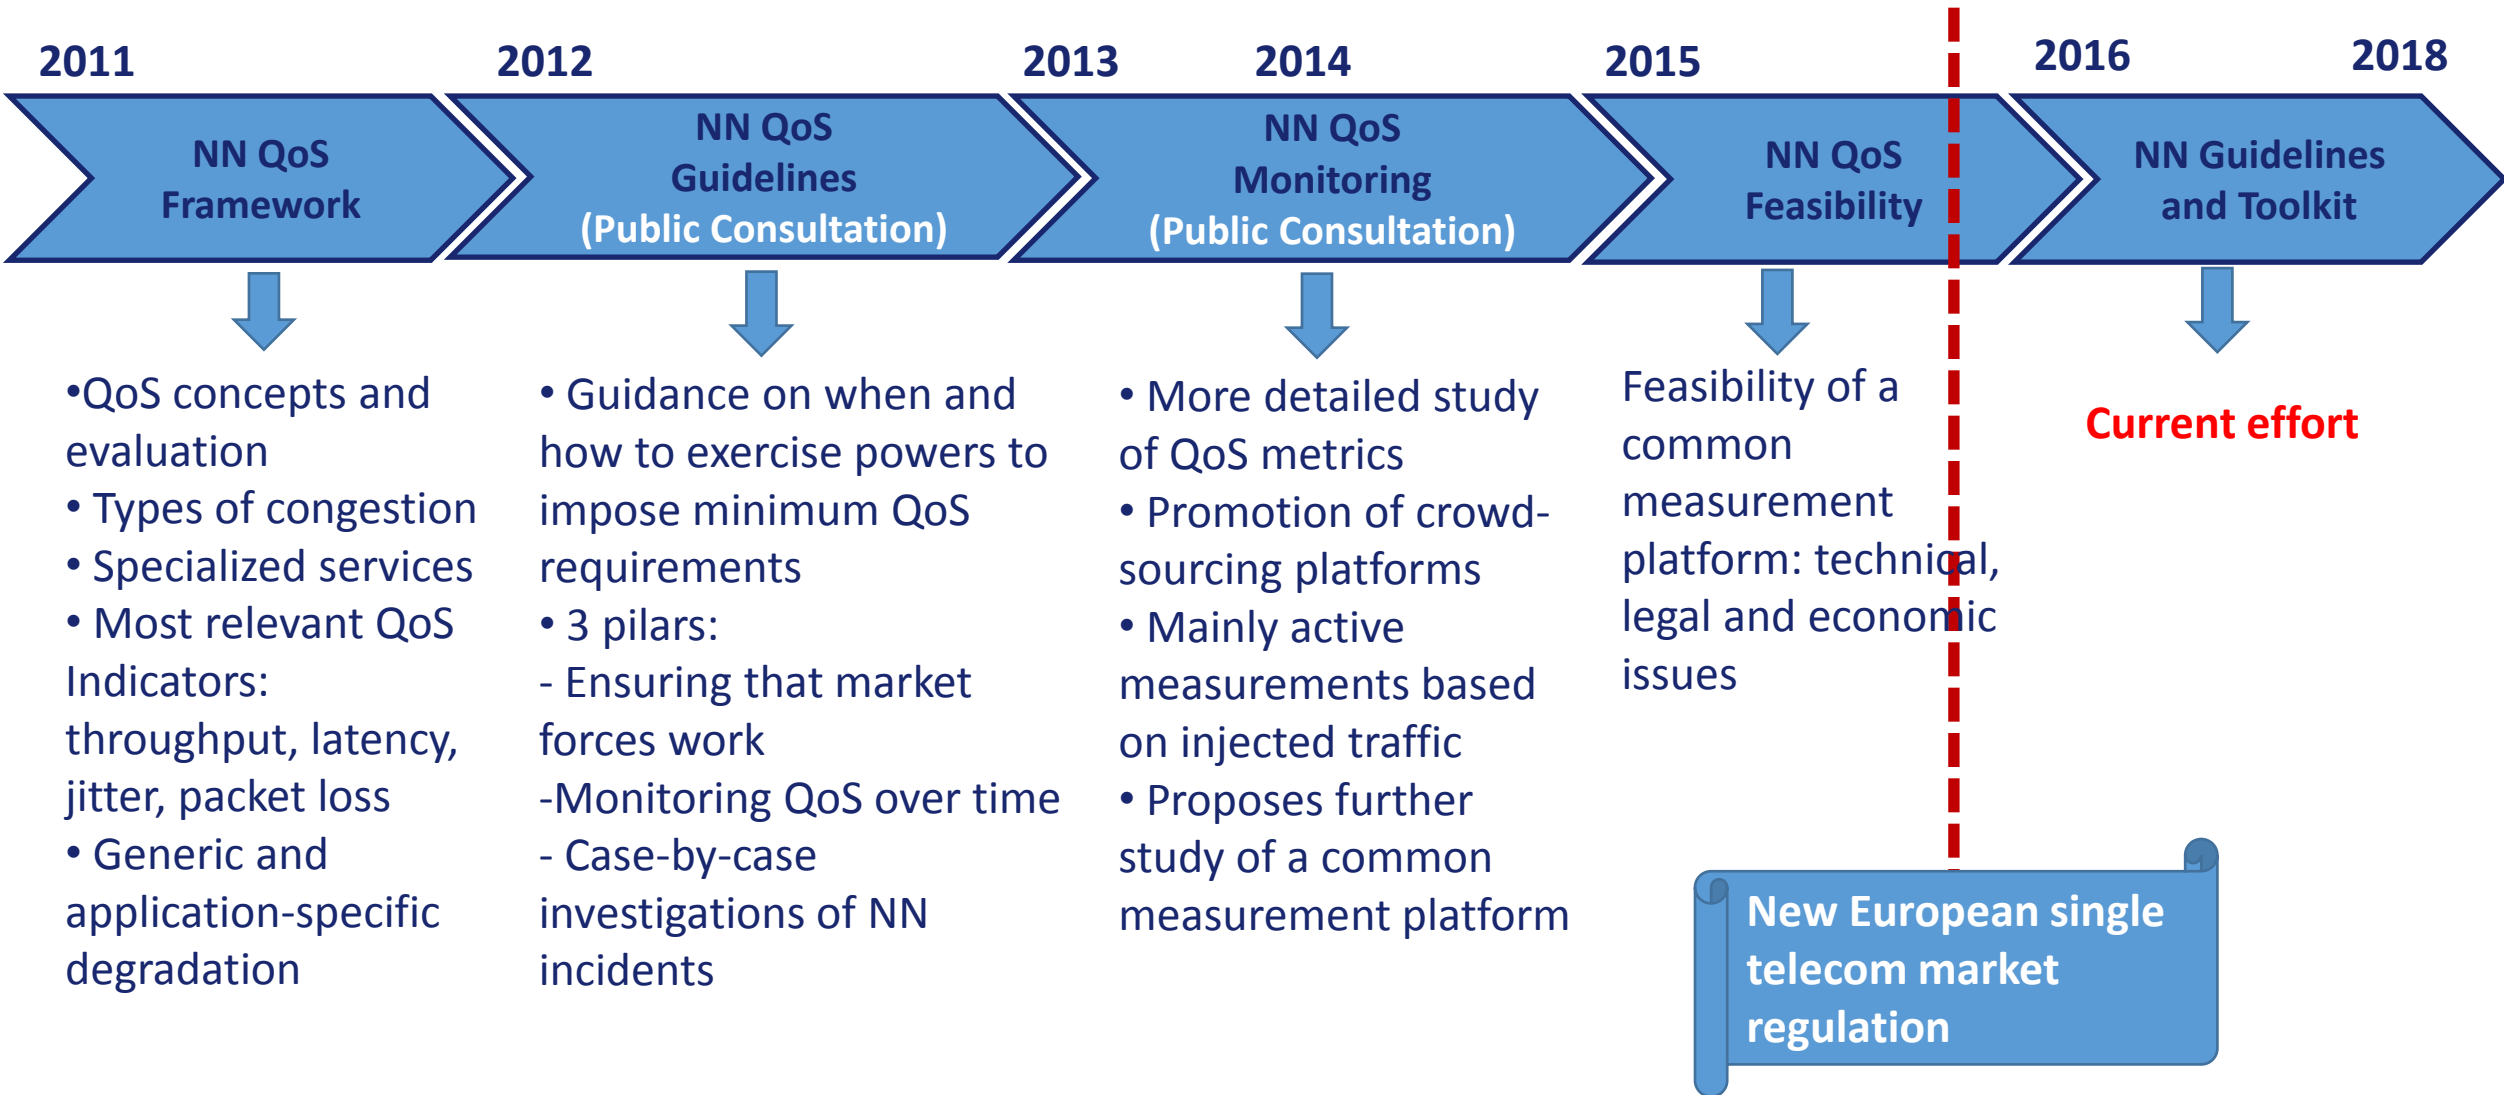 2011
2012
2013
2014
2015
2016
2018
NN QoS
Framework
NN QoS
Guidelines
(Public Consultation)
NN QoS
Monitoring
(Public Consultation)
NN QoS
Feasibility
NN Guidelines
and Toolkit
•QoS concepts and
evaluation
• Types of congestion
• Specialized services
• Most relevant QoS
Indicators:
throughput, latency,
jitter, packet loss
• Generic and
application-specific
degradation
• Guidance on when and
how to exercise powers to
impose minimum QoS
requirements
• 3 pilars:
- Ensuring that market
forces work
-Monitoring QoS over time
- Case-by-case
investigations of NN
incidents
• More detailed study
of QoS metrics
• Promotion of crowd-
sourcing platforms
• Mainly active
measurements based
on injected traffic
• Proposes further
study of a common
measurement platform
Feasibility of a
common
measurement
platform: technical,
legal and economic
issues
Current effort
New European single
telecom market
regulation